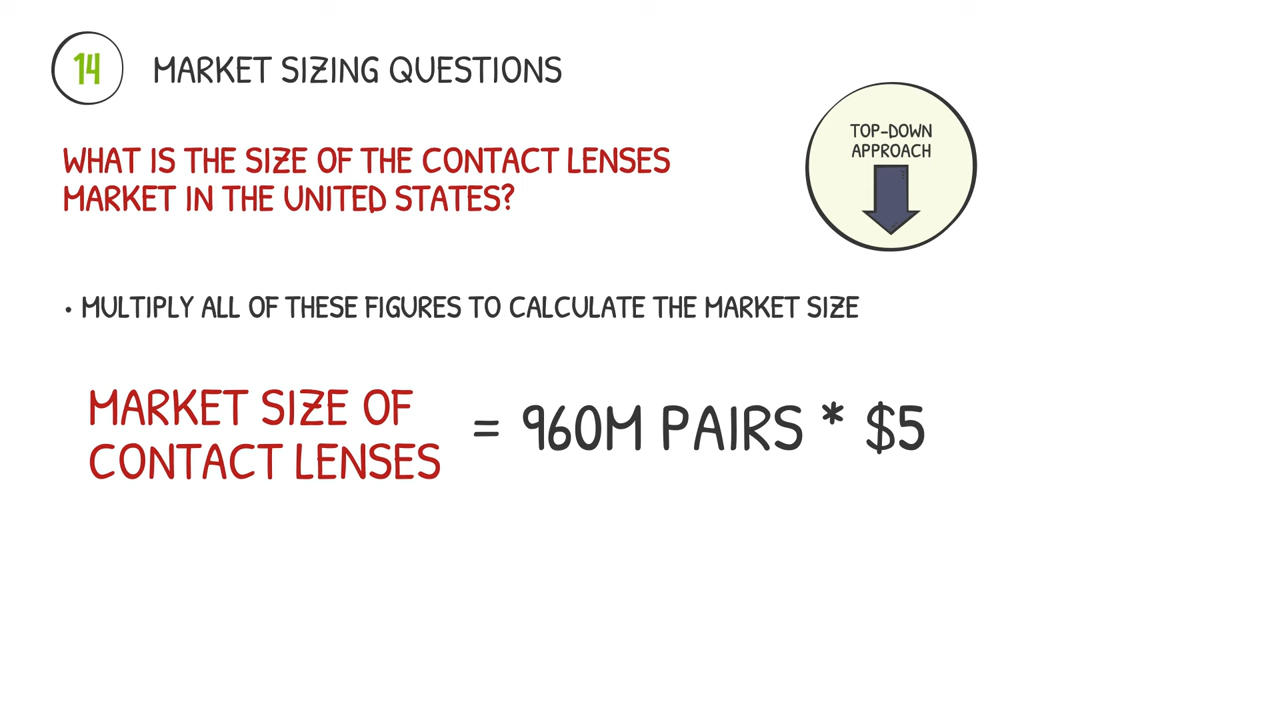 14 MARKET SIZING QUESTIONS
TOP-DOWN
APPROACH
WHAT IS THE SIZE OF THE CONTACT LENSES
MARKET IN THE UNITED STATES?
• MULTIPLY ALL OF THESE FIGURES TO CALCULATE THE MARKET SIZE
MARKET SIZE OF
CONTACT LENSES
= 960M PAIRS * $5